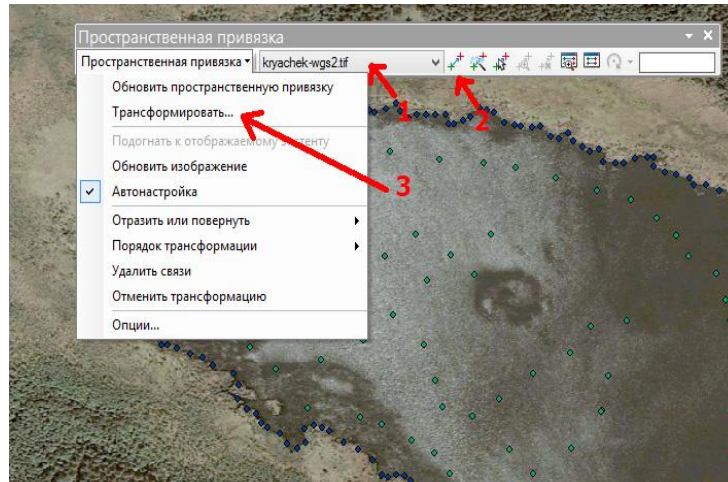 Пространственная привязка
Пространственная привязка kryachek-wgs2.tif
Обновить пространственную привязку
Трансформировать...
Подогнать к отображаемому экстенту
Обновить изображение
Автонастройка
Отразить или повернуть
Порядок трансформации
Удалить связи
Отменить трансформацию
Опции...
1
2
3